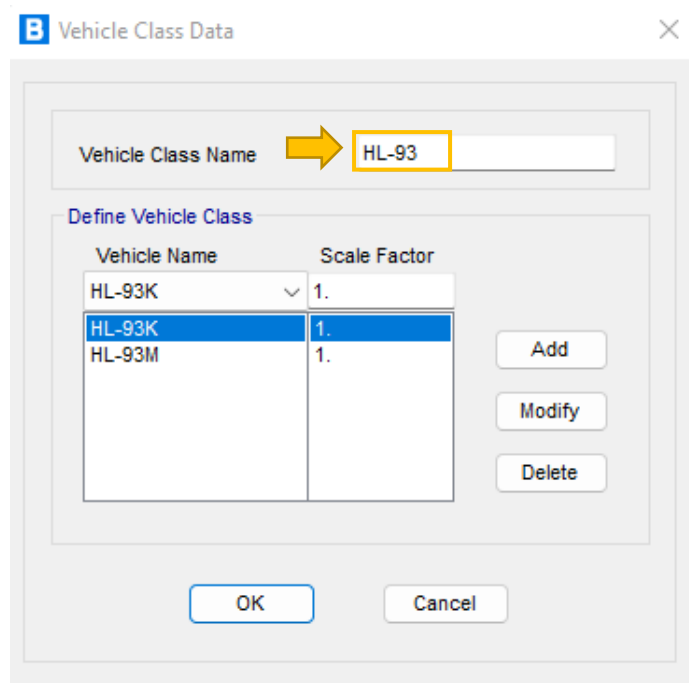 B Vehicle Class Data
Vehicle Class Name HL-93
Define Vehicle Class
Vehicle Name Scale Factor
HL-93K 1.
HL-93K 1.
HL-93M 1.
Add
Modify
Delete
OK Cancel